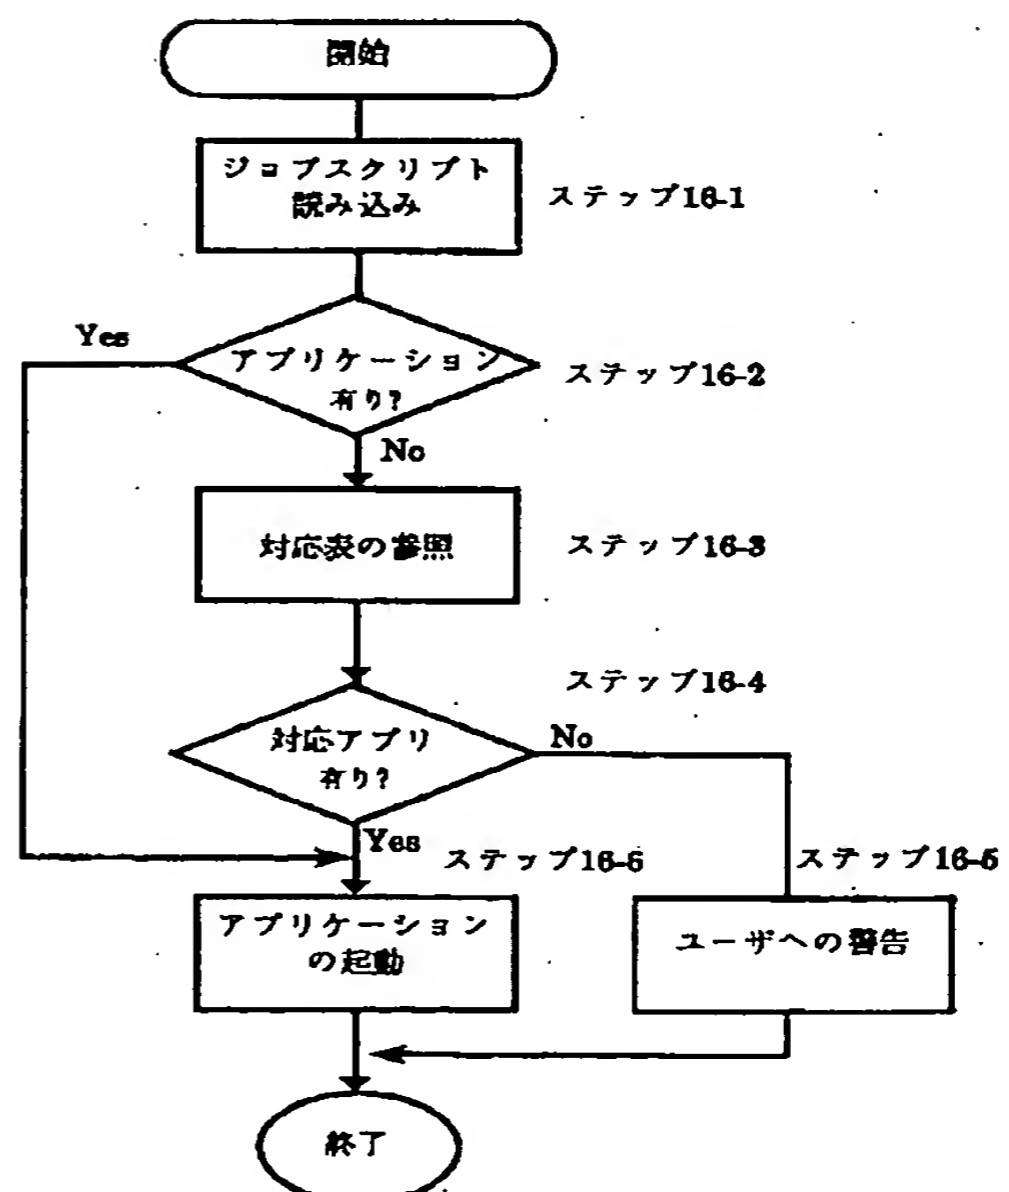 開始
ジョブスクリプト
読み込み
ステップ16-1
Yes
アプリケーション
有り?
ステップ16-2
No
対応表の参照
ステップ16-3
ステップ16-4
対応アプリ
有り?
No
Yes
ステップ16-6
ステップ16-5
アプリケーション
の起動
ユーザへの警告
終了